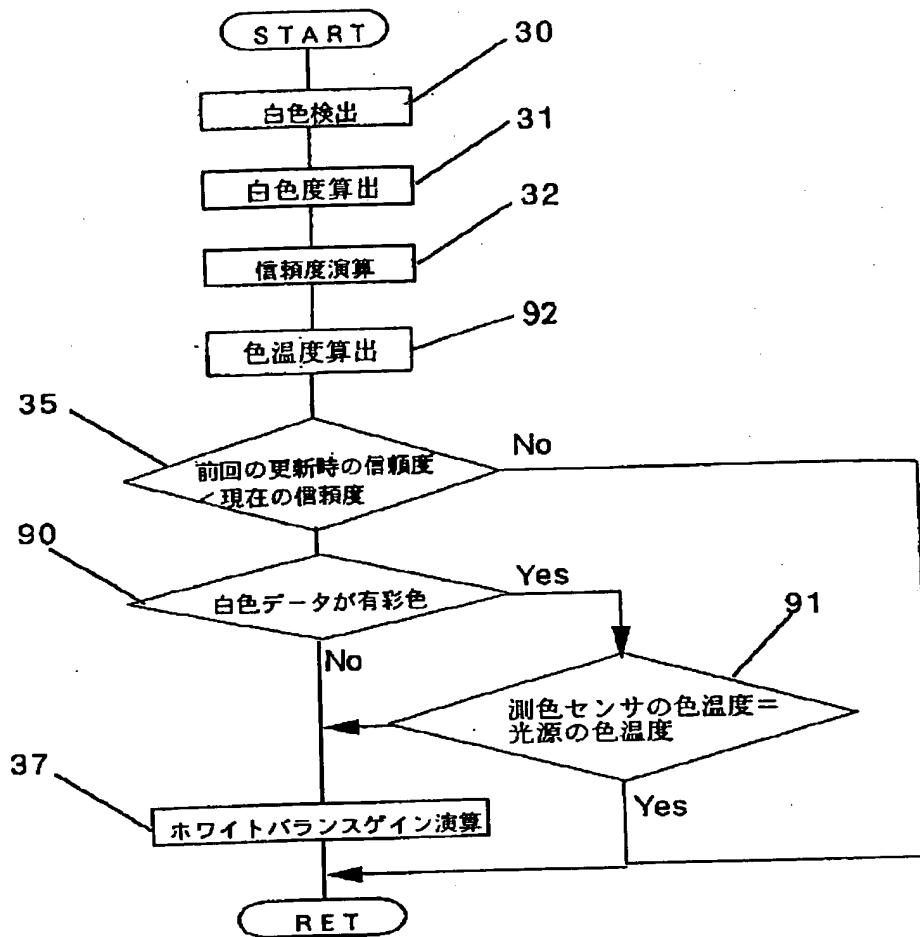 START
30
白色検出
31
白色度算出
32
信頼度演算
92
色温度算出
35
前回の更新時の信頼度
<現在の信頼度
No
90
白色データが有彩色
Yes
91
No
測色センサの色温度=
光源の色温度
37
Yes
ホワイトバランスゲイン演算
RET